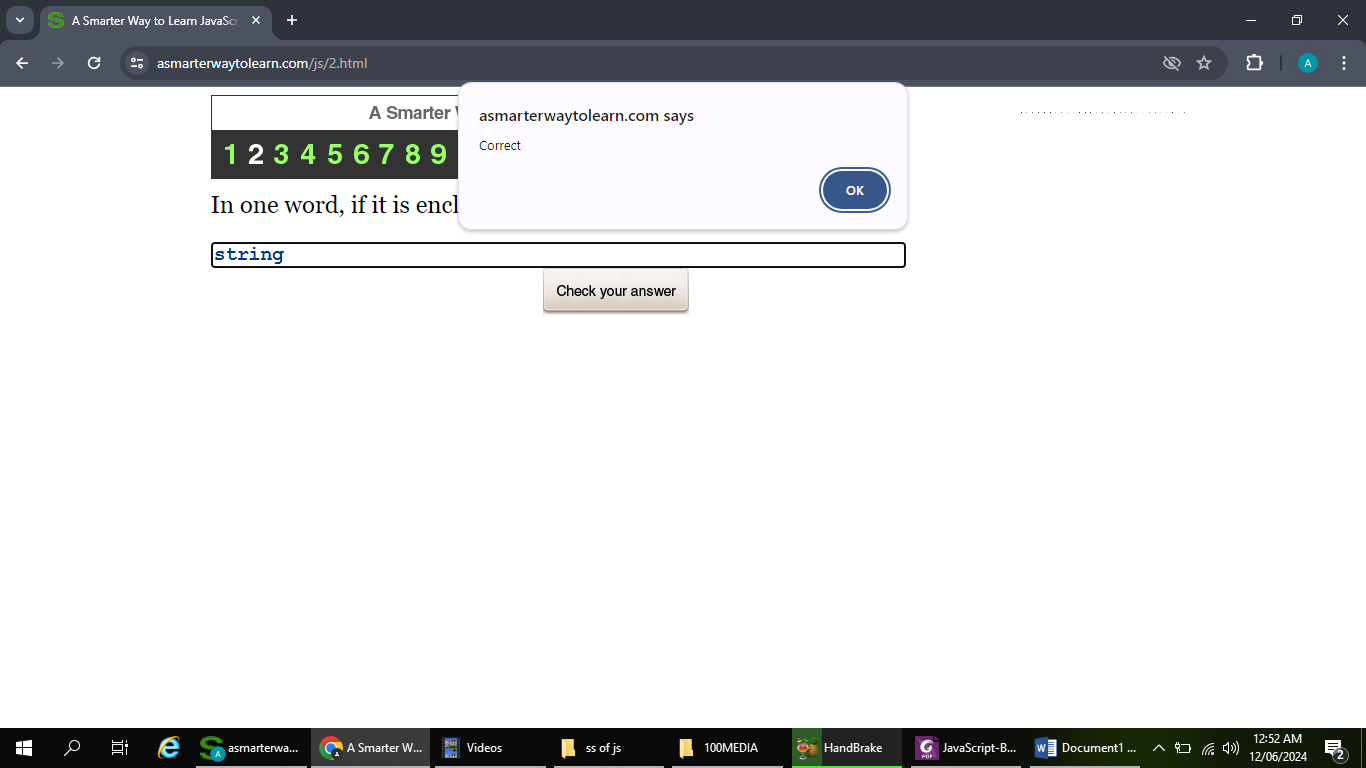 A Smarter Way to Learn JavaScr
asmarterwaytolearn.com/js/2.html
A
A Smarter
asmarterwaytolearn.com says
Correct
OK
1 2 3 4 5 6 7 8 9
In one word, if it is encl
string
Check your answer
asmarterwa...
A Smarter W...
Videos
ss of js
100MEDIA
HandBrake
JavaScript-B...
Document1 ...
12:52 AM
12/06/2024
2